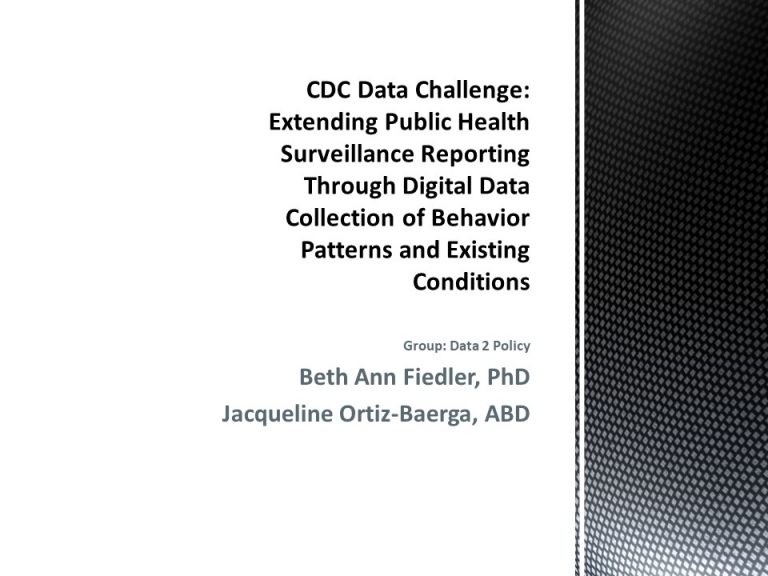 CDC Data Challenge:
Extending Public Health
Surveillance Reporting
Through Digital Data
Collection of Behavior
Patterns and Existing
Conditions
Group: Data 2 Policy
Beth Ann Fiedler, PhD
Jacqueline Ortiz-Baerga, ABD